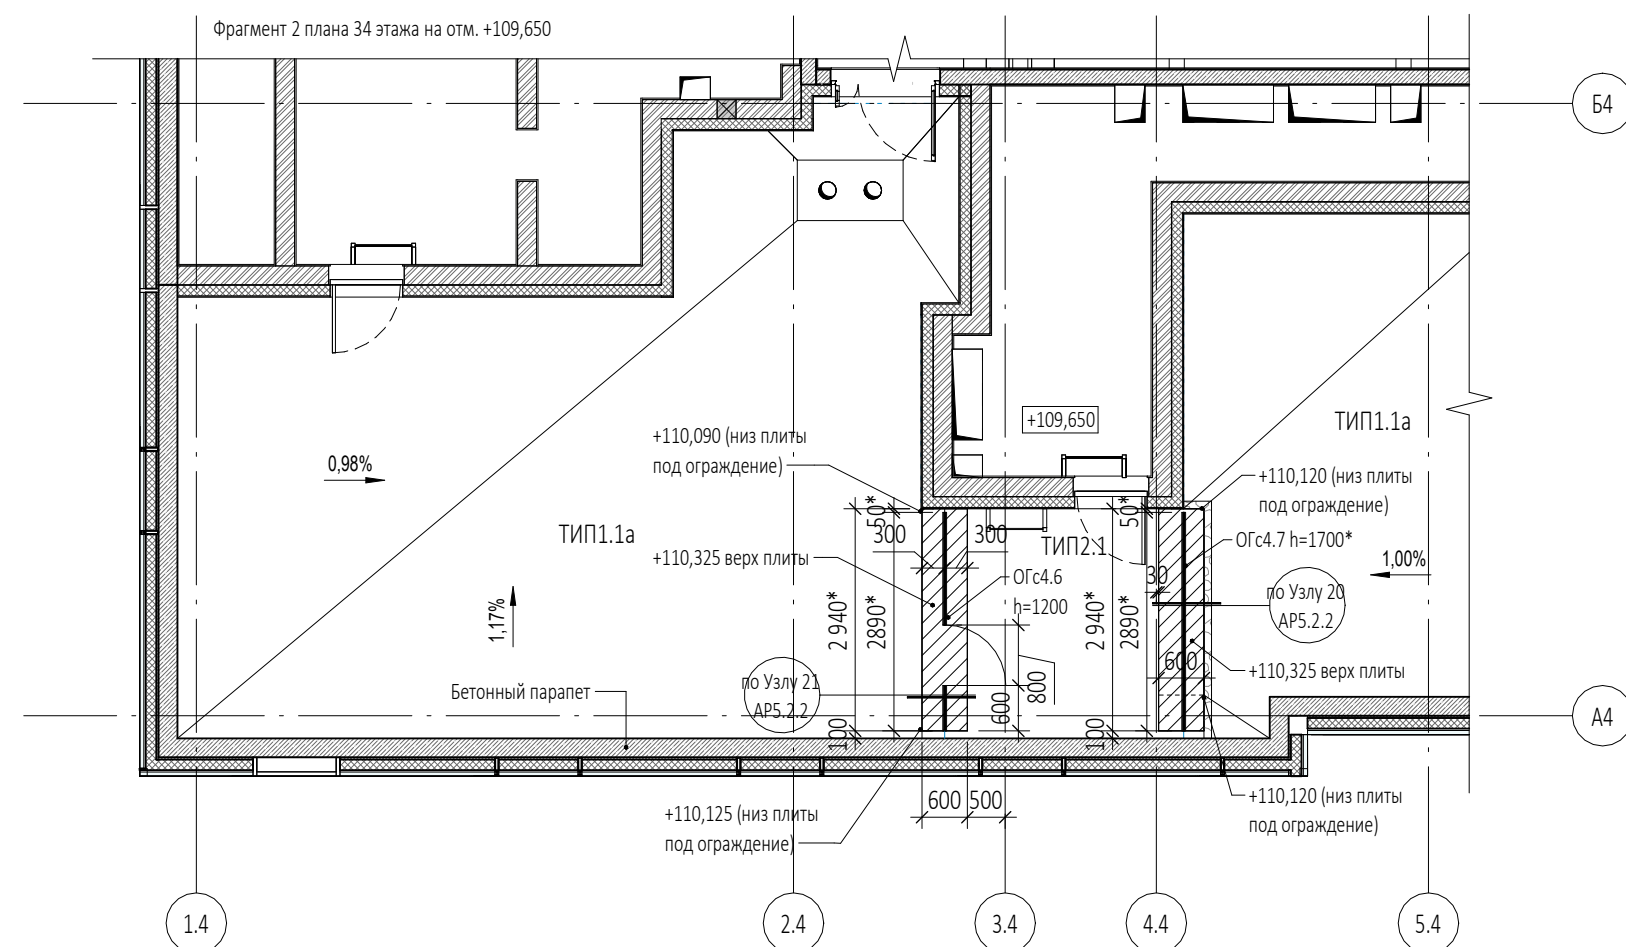 Фрагмент 2 плана 34 этажа на отм. +109,650
Б4
+109,650
ТИП1.1а
+110,090 (низ плиты
под ограждение)
0,98%
+110,120 (низ плиты
под ограждение)
ТИП1.1а
50*
50*
300
300
ТИП2.1
ОГс4.7 h=1700*
+110,325 верх плиты
1,00%
ОГс4.6
h=1200
30
по Узлу 20
АР5.2.2
1,17%
2 940*
2890*
2 940*
2890*
600
+110,325 верх плиты
по Узлу 21
АР5.2.2
Бетонный парапет
600
800
100
100
А4
600
500
+110,125 (низ плиты
под ограждение)
+110,120 (низ плиты
под ограждение)
1.4
2.4
3.4
4.4
5.4